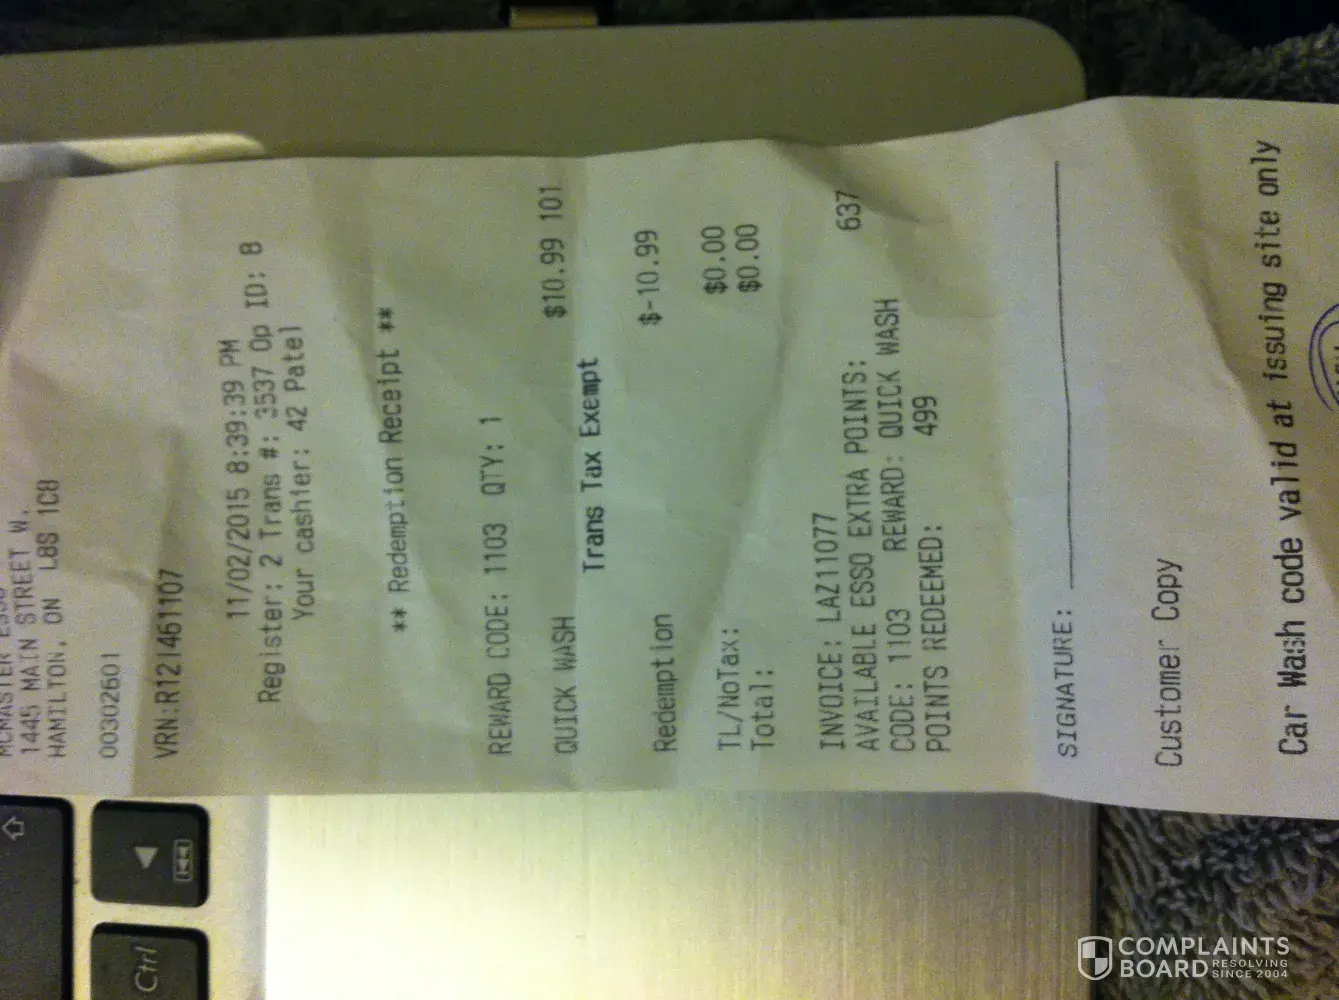 1445 MAIN STREET W.
HAMILTON, ON L8S 1C8
00302601
VRN:R121461107
11/02/2015 8:39:39 PM
Register: 2 Trans #: 3537 Op ID: 8
Your cashier: 42 Patel
** Redemption Receipt **
REWARD CODE: 1103 QTY: 1
QUICK WASH $10.99 101
Trans Tax Exempt
Redemption $-10.99
TL/NoTax: $0.00
Total: $0.00
INVOICE: LAZ11077
AVAILABLE ESSO EXTRA POINTS: 637
CODE: 1103 REWARD: QUICK WASH
POINTS REDEEMED: 499
SIGNATURE:
Customer Copy
Car Wash code valid at issuing site only
Ctrl
COMPLAINTS
BOARD RESOLVING SINCE 2004